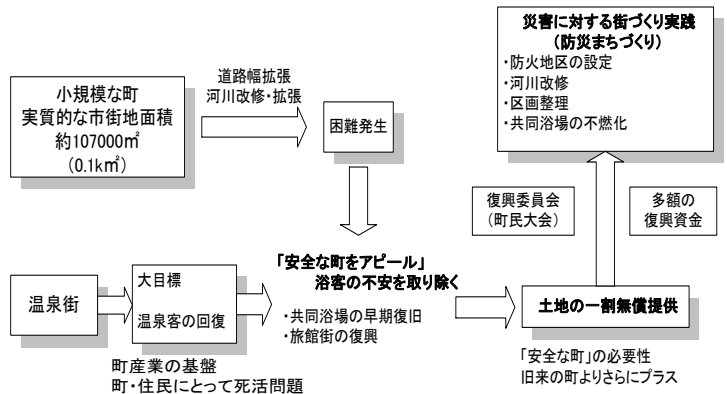 災害に対する街づくり実践
(防災まちづくり)
・防火地区の設定
・河川改修
・区画整理
・共同浴場の不燃化
道路幅拡張
河川改修・拡張
小規模な町
実質的な市街地面積
約107000㎡
(0.1k㎡)
困難発生
復興委員会
(町民大会)
多額の
復興資金
「安全な町をアピール」
浴客の不安を取り除く
・共同浴場の早期復旧
・旅館街の復興
温泉街
大目標
温泉客の回復
土地の一割無償提供
町産業の基盤
町・住民にとって死活問題
「安全な町」の必要性
旧来の町よりさらにプラス